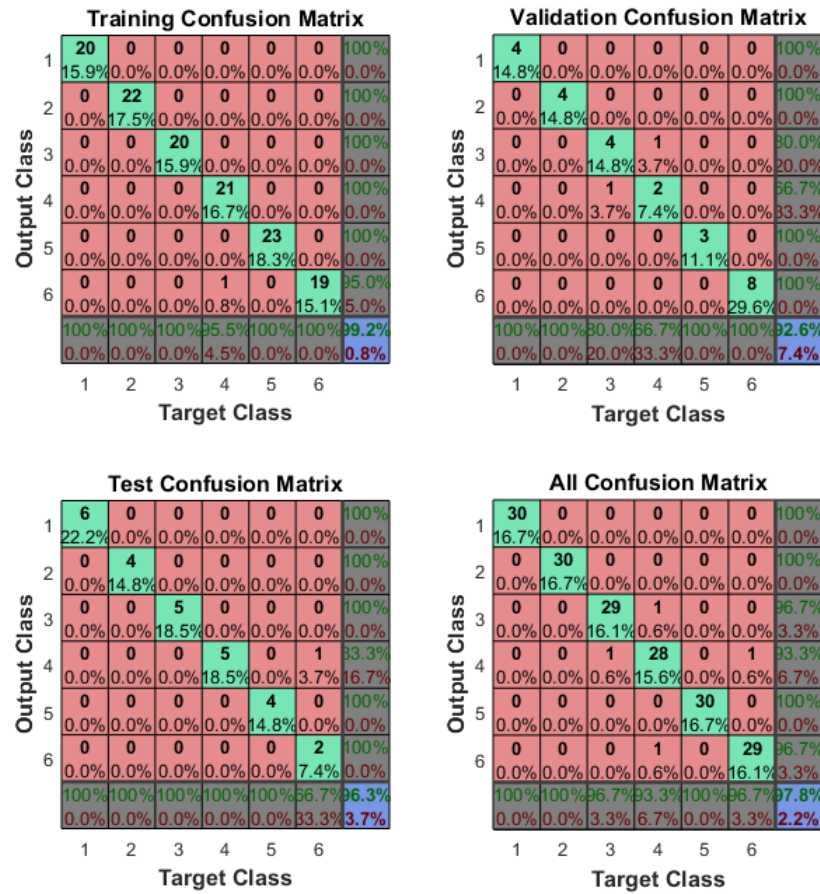 Training Confusion Matrix
Output Class
1
20 0 0 0 0 0 100%
15.9% 0.0% 0.0% 0.0% 0.0% 0.0% 0.0%
2
0 22 0 0 0 0 100%
0.0% 17.5% 0.0% 0.0% 0.0% 0.0% 0.0%
3
0 0 20 0 0 0 100%
0.0% 0.0% 15.9% 0.0% 0.0% 0.0% 0.0%
4
0 0 0 21 0 0 100%
0.0% 0.0% 0.0% 16.7% 0.0% 0.0% 0.0%
5
0 0 0 0 23 0 100%
0.0% 0.0% 0.0% 0.0% 18.3% 0.0% 0.0%
6
0 0 0 1 0 19 95.0%
0.0% 0.0% 0.0% 0.8% 0.0% 15.1% 5.0%
100% 100% 100% 95.5% 100% 100% 99.2%
0.0% 0.0% 0.0% 4.5% 0.0% 0.0% 0.8%
1 2 3 4 5 6
Target Class
Validation Confusion Matrix
Output Class
1
4 0 0 0 0 0 100%
14.8% 0.0% 0.0% 0.0% 0.0% 0.0% 0.0%
2
0 4 0 0 0 0 100%
0.0% 14.8% 0.0% 0.0% 0.0% 0.0% 0.0%
3
0 0 4 1 0 0 80.0%
0.0% 0.0% 14.8% 3.7% 0.0% 0.0% 20.0%
4
0 0 1 2 0 0 66.7%
0.0% 0.0% 3.7% 7.4% 0.0% 0.0% 33.3%
5
0 0 0 0 3 0 100%
0.0% 0.0% 0.0% 0.0% 11.1% 0.0% 0.0%
6
0 0 0 0 0 8 100%
0.0% 0.0% 0.0% 0.0% 0.0% 29.6% 0.0%
100% 100% 80.0% 66.7% 100% 100% 92.6%
0.0% 0.0% 20.0% 33.3% 0.0% 0.0% 7.4%
1 2 3 4 5 6
Target Class
Test Confusion Matrix
Output Class
1
6 0 0 0 0 0 100%
22.2% 0.0% 0.0% 0.0% 0.0% 0.0% 0.0%
2
0 4 0 0 0 0 100%
0.0% 14.8% 0.0% 0.0% 0.0% 0.0% 0.0%
3
0 0 5 0 0 0 100%
0.0% 0.0% 18.5% 0.0% 0.0% 0.0% 0.0%
4
0 0 0 5 0 1 83.3%
0.0% 0.0% 0.0% 18.5% 0.0% 3.7% 16.7%
5
0 0 0 0 4 0 100%
0.0% 0.0% 0.0% 0.0% 14.8% 0.0% 0.0%
6
0 0 0 0 0 2 100%
0.0% 0.0% 0.0% 0.0% 0.0% 7.4% 0.0%
100% 100% 100% 100% 100% 66.7% 96.3%
0.0% 0.0% 0.0% 0.0% 0.0% 33.3% 3.7%
1 2 3 4 5 6
Target Class
All Confusion Matrix
Output Class
1
30 0 0 0 0 0 100%
16.7% 0.0% 0.0% 0.0% 0.0% 0.0% 0.0%
2
0 30 0 0 0 0 100%
0.0% 16.7% 0.0% 0.0% 0.0% 0.0% 0.0%
3
0 0 29 1 0 0 96.7%
0.0% 0.0% 16.1% 0.6% 0.0% 0.0% 3.3%
4
0 0 1 28 0 1 93.3%
0.0% 0.0% 0.6% 15.6% 0.0% 0.6% 6.7%
5
0 0 0 0 30 0 100%
0.0% 0.0% 0.0% 0.0% 16.7% 0.0% 0.0%
6
0 0 0 1 0 29 96.7%
0.0% 0.0% 0.0% 0.6% 0.0% 16.1% 3.3%
100% 100% 96.7% 93.3% 100% 96.7% 97.8%
0.0% 0.0% 3.3% 6.7% 0.0% 3.3% 2.2%
1 2 3 4 5 6
Target Class